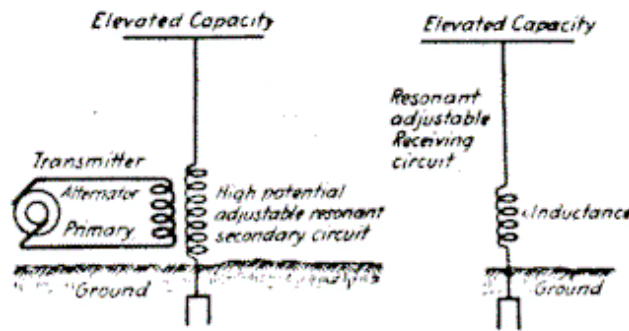 Elevated Capacity
Transmitter
Alternator
Primary
High potential
adjustable resonant
secondary circuit
Ground
Elevated Capacity
Resonant
adjustable
Receiving
circuit
Inductance
Ground